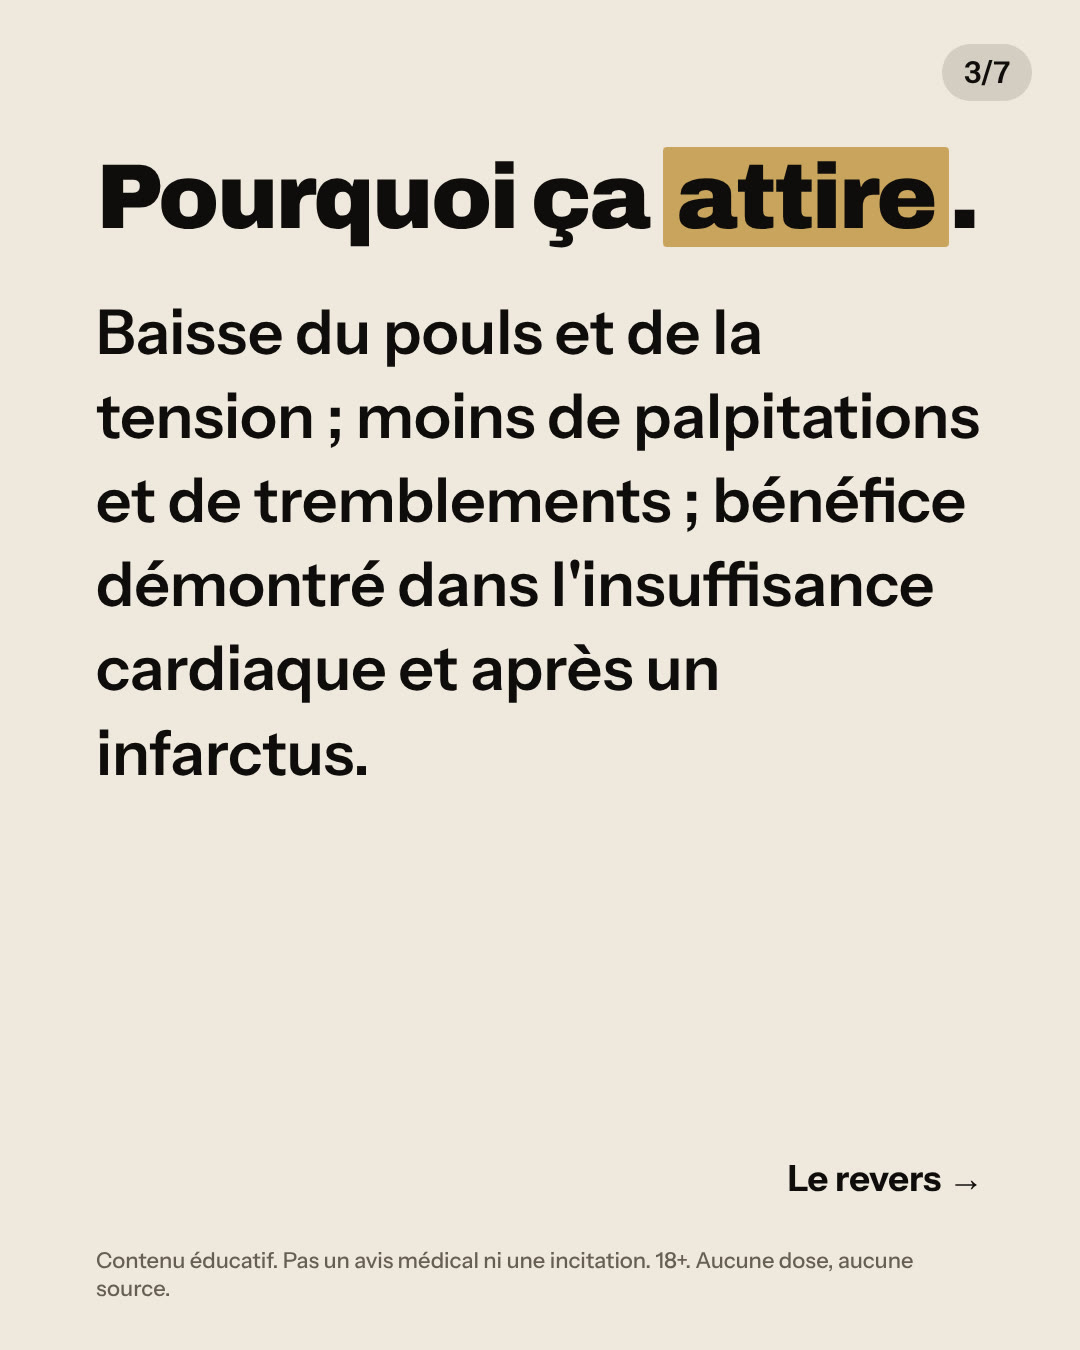 3/7
Pourquoi ça attire.
Baisse du pouls et de la
tension ; moins de palpitations
et de tremblements ; bénéfice
démontré dans l'insuffisance
cardiaque et après un
infarctus.
Le revers →
Contenu éducatif. Pas un avis médical ni une incitation. 18+. Aucune dose, aucune
source.